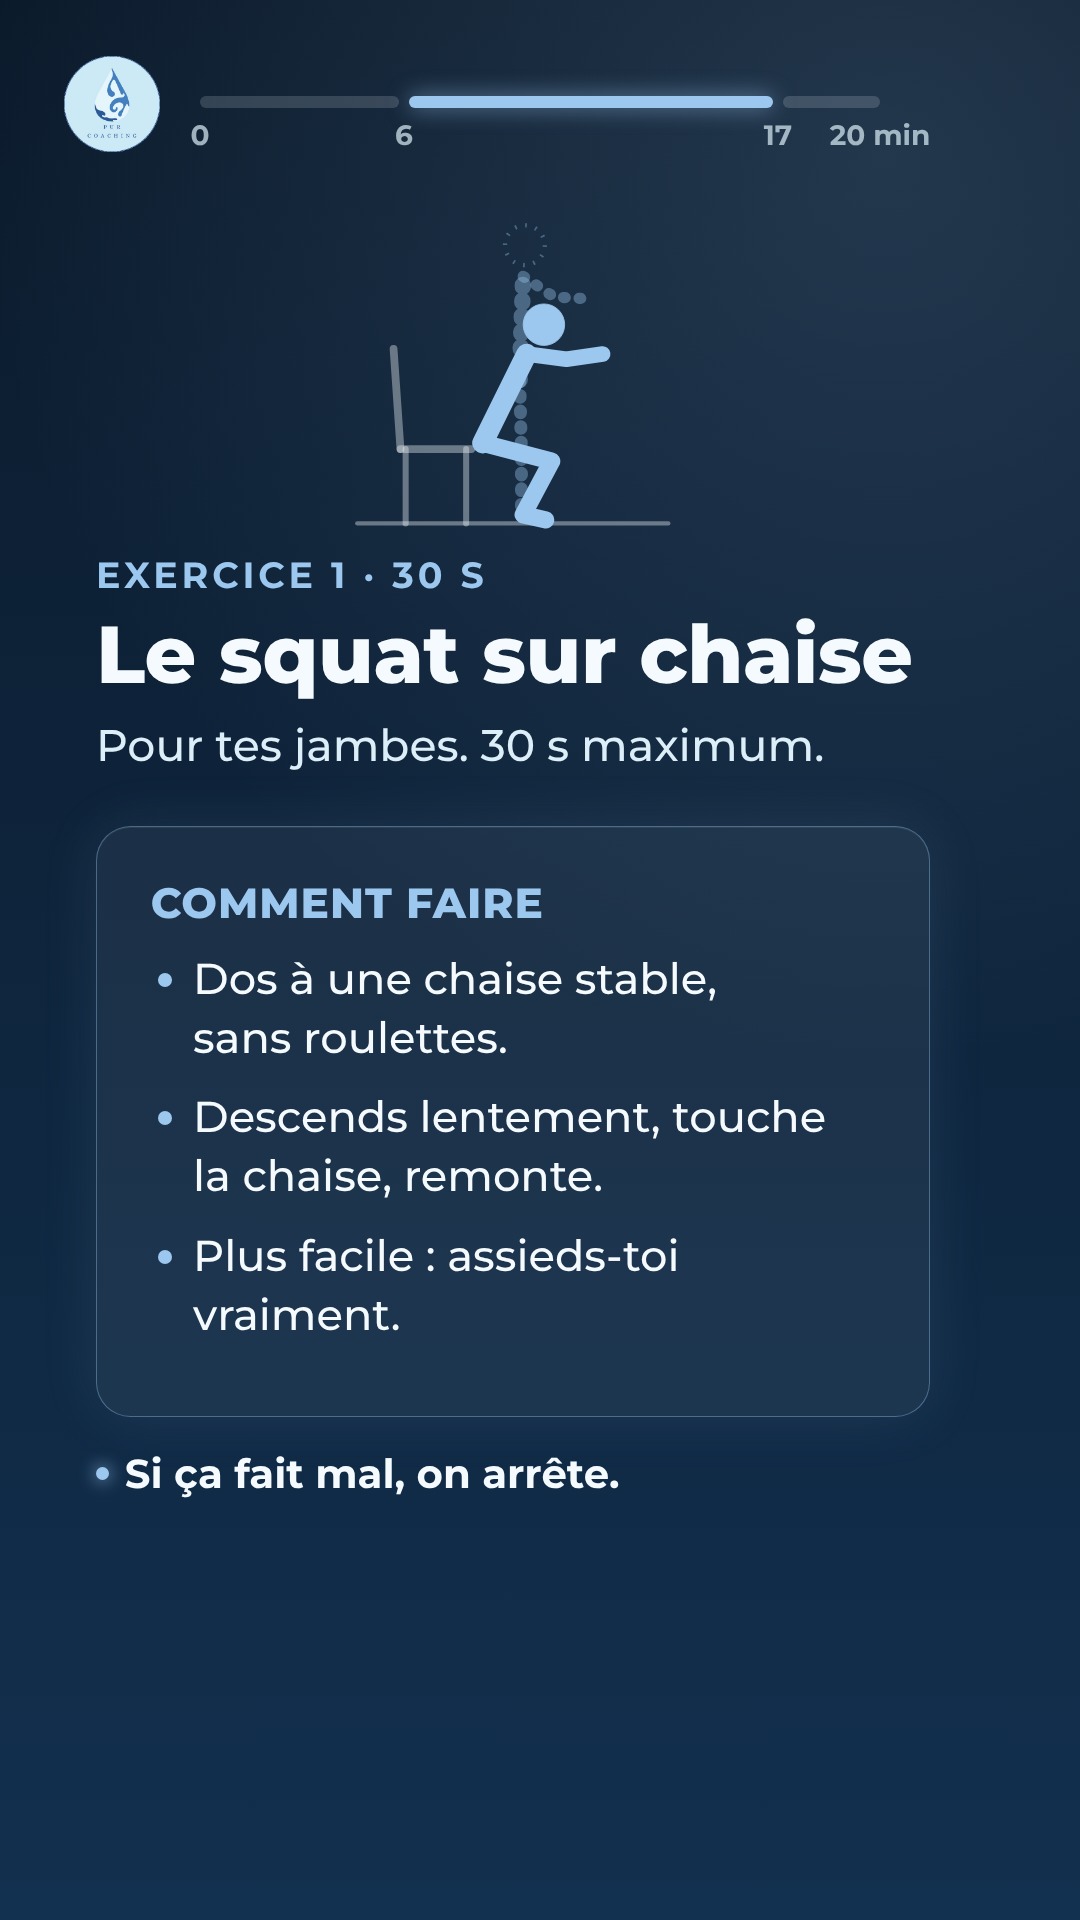 PUR
COACHING
0 6 17 20 min
EXERCICE 1 · 30 S
Le squat sur chaise
Pour tes jambes. 30 s maximum.
COMMENT FAIRE
• Dos à une chaise stable,
sans roulettes.
• Descends lentement, touche
la chaise, remonte.
• Plus facile : assieds-toi
vraiment.
• Si ça fait mal, on arrête.